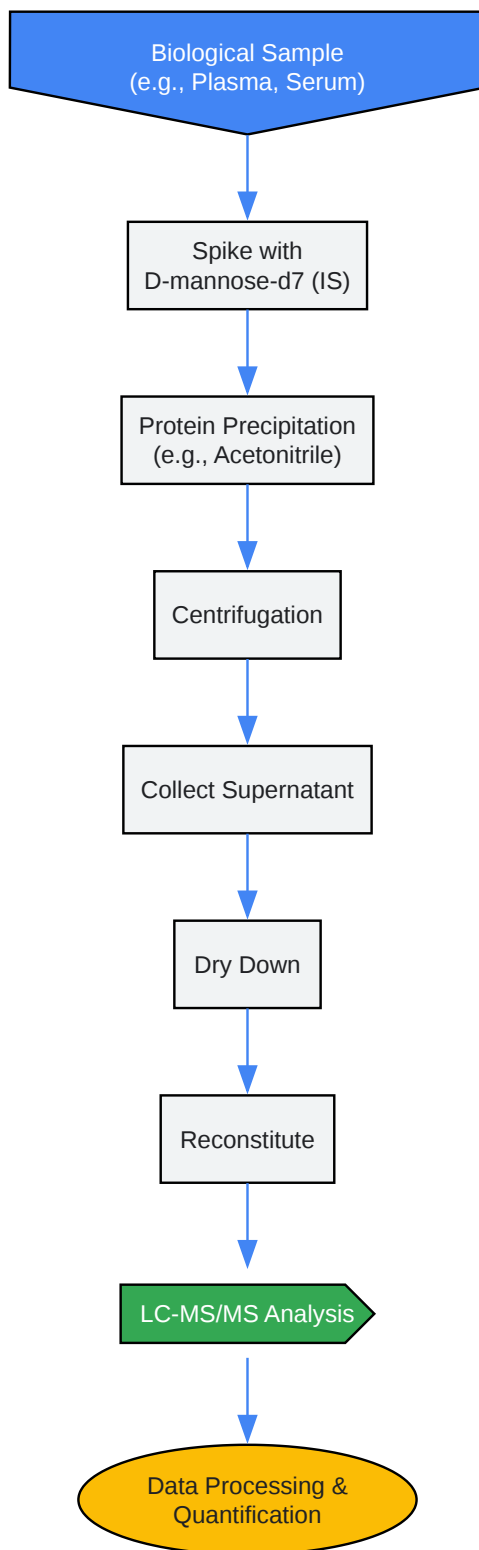 Biological Sample
(e.g., Plasma, Serum)
Spike with
D-mannose-d7 (IS)
Protein Precipitation
(e.g., Acetonitrile)
Centrifugation
Collect Supernatant
Dry Down
Reconstitute
LC-MS/MS Analysis
Data Processing &
Quantification